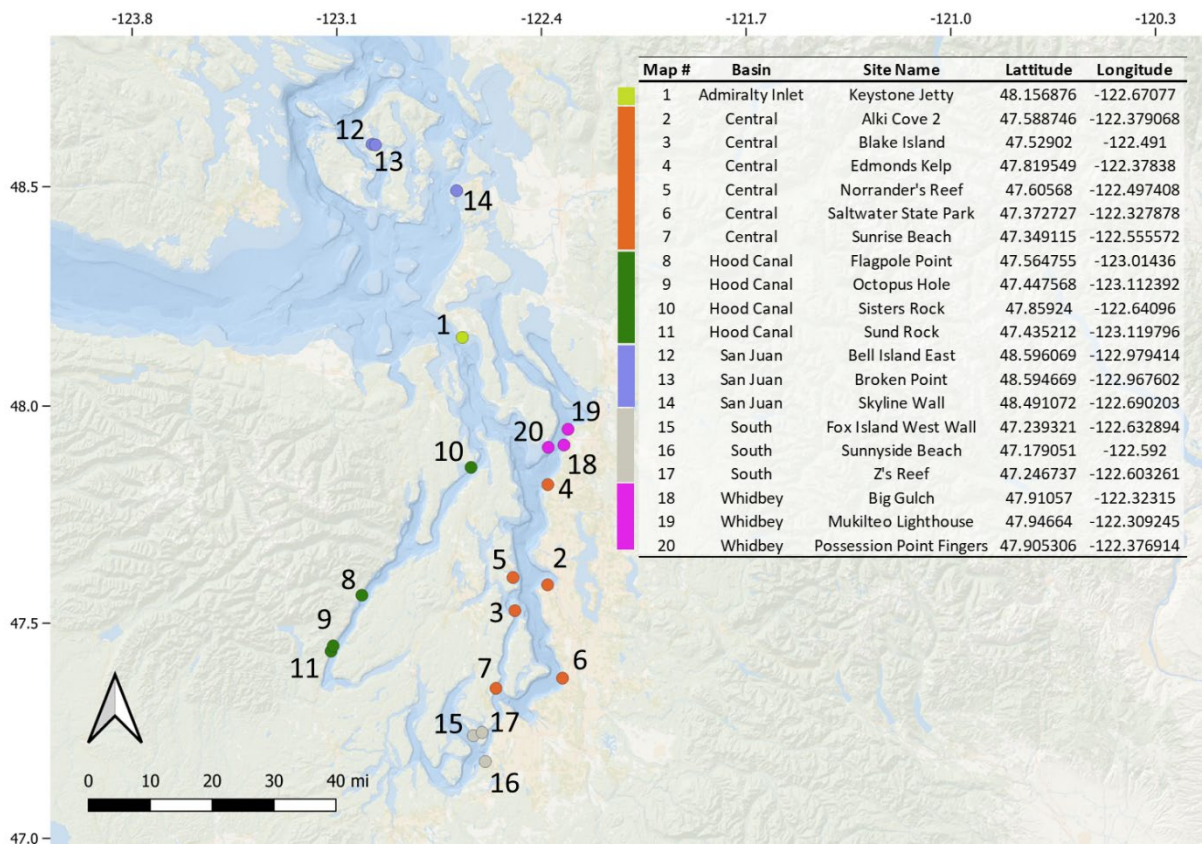 -123.8 -123.1 -122.4 -121.7 -121.0 -120.3
Map # Basin Site Name Lattitude Longitude
1 Admiralty Inlet Keystone Jetty 48.156876 -122.67077
2 Central Alki Cove 2 47.588746 -122.379068
3 Central Blake Island 47.52902 -122.491
4 Central Edmonds Kelp 47.819549 -122.37838
5 Central Norrander's Reef 47.60568 -122.497408
6 Central Saltwater State Park 47.372727 -122.327878
7 Central Sunrise Beach 47.349115 -122.555572
8 Hood Canal Flagpole Point 47.564755 -123.01436
9 Hood Canal Octopus Hole 47.447568 -123.112392
10 Hood Canal Sisters Rock 47.85924 -122.64096
11 Hood Canal Sund Rock 47.435212 -123.119796
12 San Juan Bell Island East 48.596069 -122.979414
13 San Juan Broken Point 48.594669 -122.967602
14 San Juan Skyline Wall 48.491072 -122.690203
15 South Fox Island West Wall 47.239321 -122.632894
16 South Sunnyside Beach 47.179051 -122.592
17 South Z's Reef 47.246737 -122.603261
18 Whidbey Big Gulch 47.91057 -122.32315
19 Whidbey Mukilteo Lighthouse 47.94664 -122.309245
20 Whidbey Possession Point Fingers 47.905306 -122.376914
12
13
48.5
14
1
48.0
19
20
18
10
4
5
2
8
3
47.5
9
11
7
6
15
17
16
0 10 20 30 40 mi
47.0